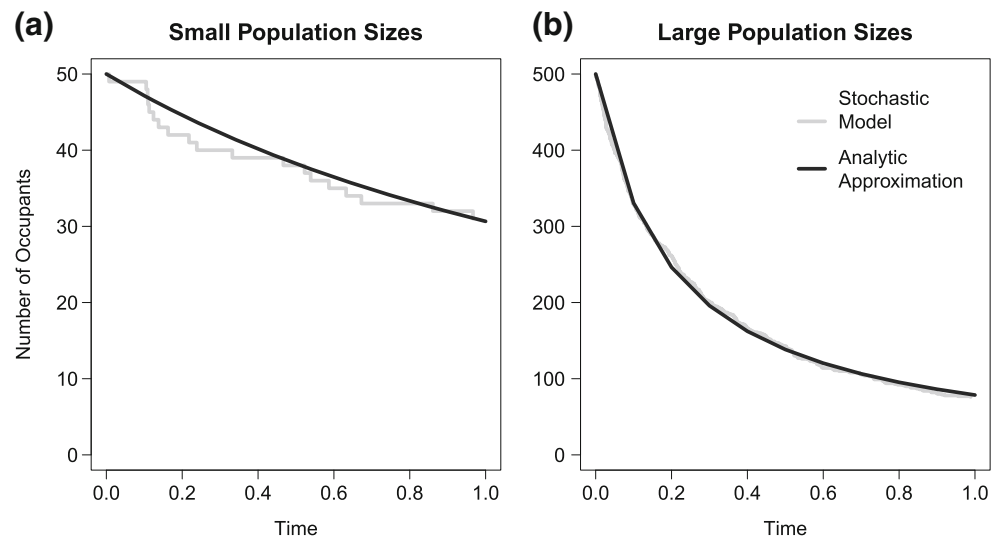 (a)
Small Population Sizes
50
40
30
20
10
0
Number of Occupants
0.0 0.2 0.4 0.6 0.8 1.0
Time
(b)
Large Population Sizes
500
400
300
200
100
0
Stochastic
Model
Analytic
Approximation
0.0 0.2 0.4 0.6 0.8 1.0
Time